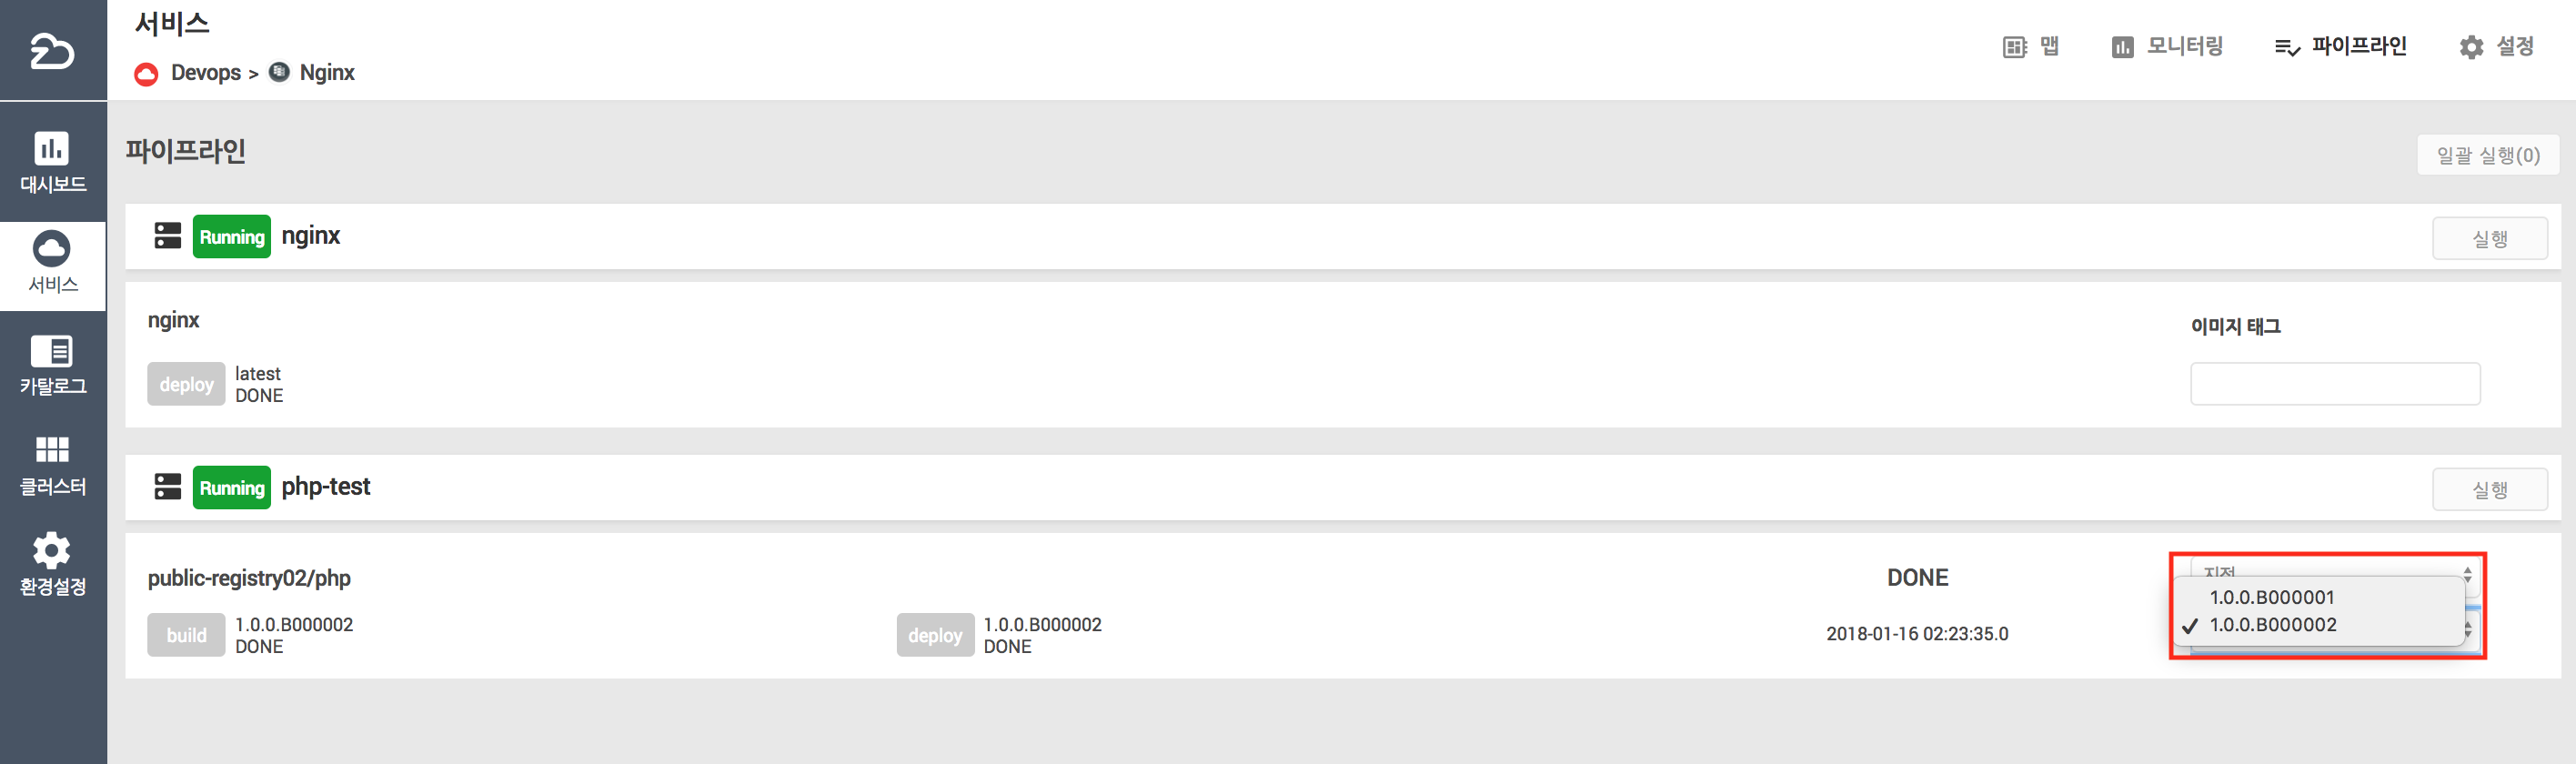 서비스
Devops > Nginx
맵
모니터링
파이프라인
설정
대시보드
서비스
카탈로그
클러스터
환경설정
파이프라인
일괄 실행(0)
Running nginx
실행
nginx
이미지 태그
deploy
latest
DONE
Running php-test
실행
public-registry02/php
DONE
build
1.0.0.B000002
DONE
deploy
1.0.0.B000002
DONE
2018-01-16 02:23:35.0
1.0.0.B000001
✓ 1.0.0.B000002